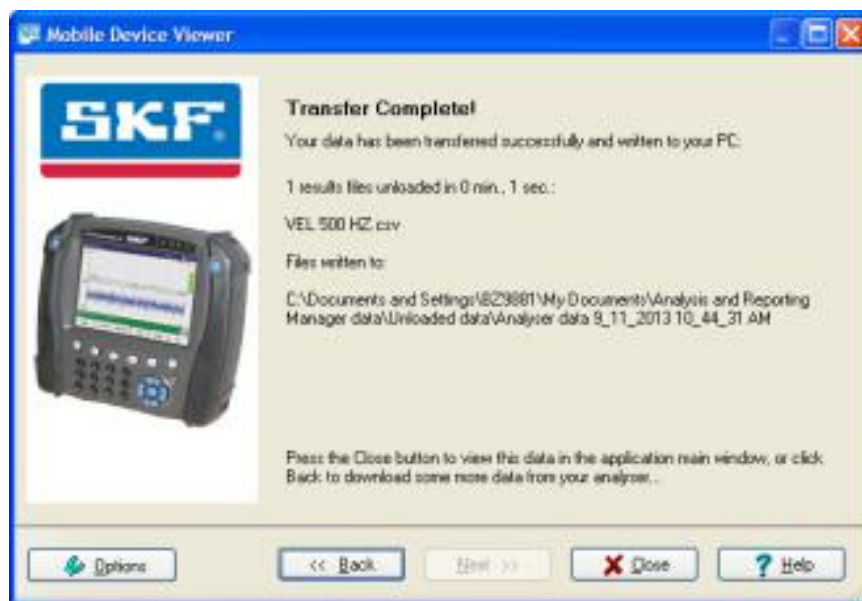 Mobile Device Viewer
SKF
Transfer Complete!
Your data has been transferred successfully and written to your PC:
1 results files unloaded in 0 min., 1 sec.:
VEL 500 HZ.csv
Files written to:
C:\Documents and Settings\BZ9881\My Documents\Analysis and Reporting
Manager data\Unloaded data\Analyser data 9_11_2013 10_44_31 AM
Press the Close button to view this data in the application main window, or click
Back to download some more data from your analyser...
Options
<< Back
Next >>
Close
Help